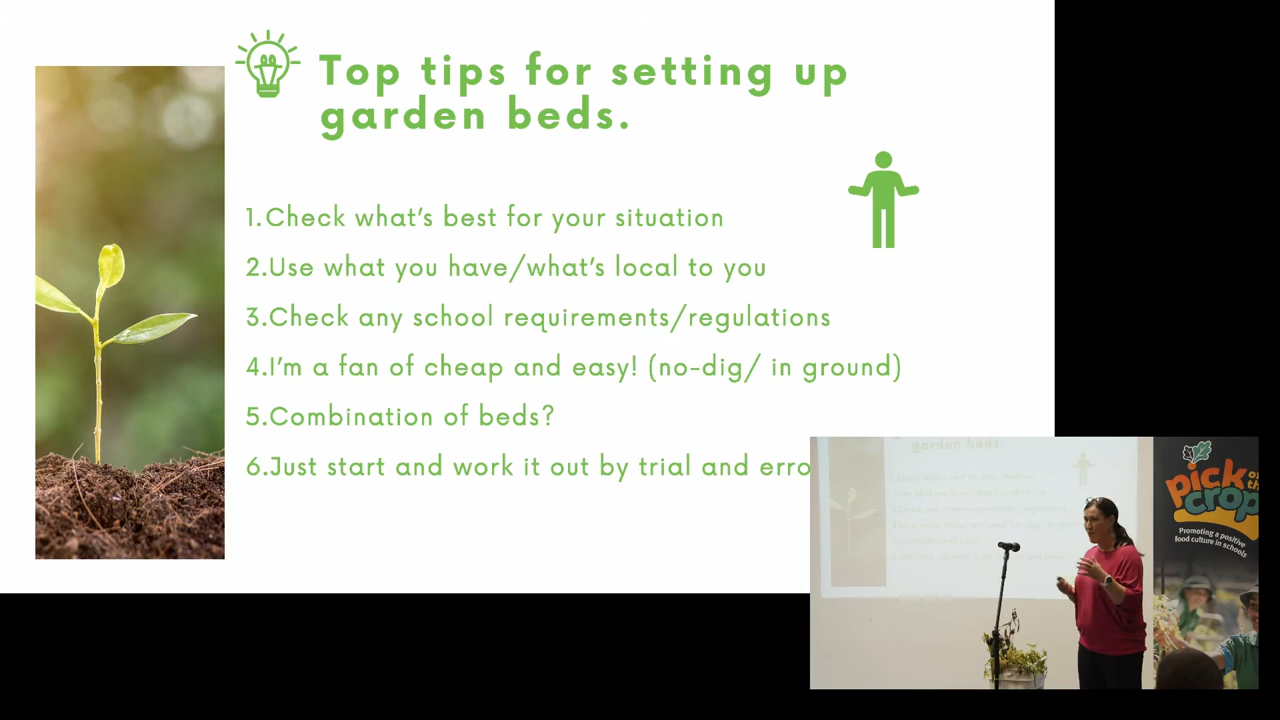 Top tips for setting up
garden beds.
1.Check what's best for your situation
2.Use what you have/what's local to you
3.Check any school requirements/regulations
4.I'm a fan of cheap and easy! (no-dig/ in ground)
5.Combination of beds?
6.Just start and work it out by trial and erro
garden beds.
pick of
the
crop
Promoting a positive
food culture in schools